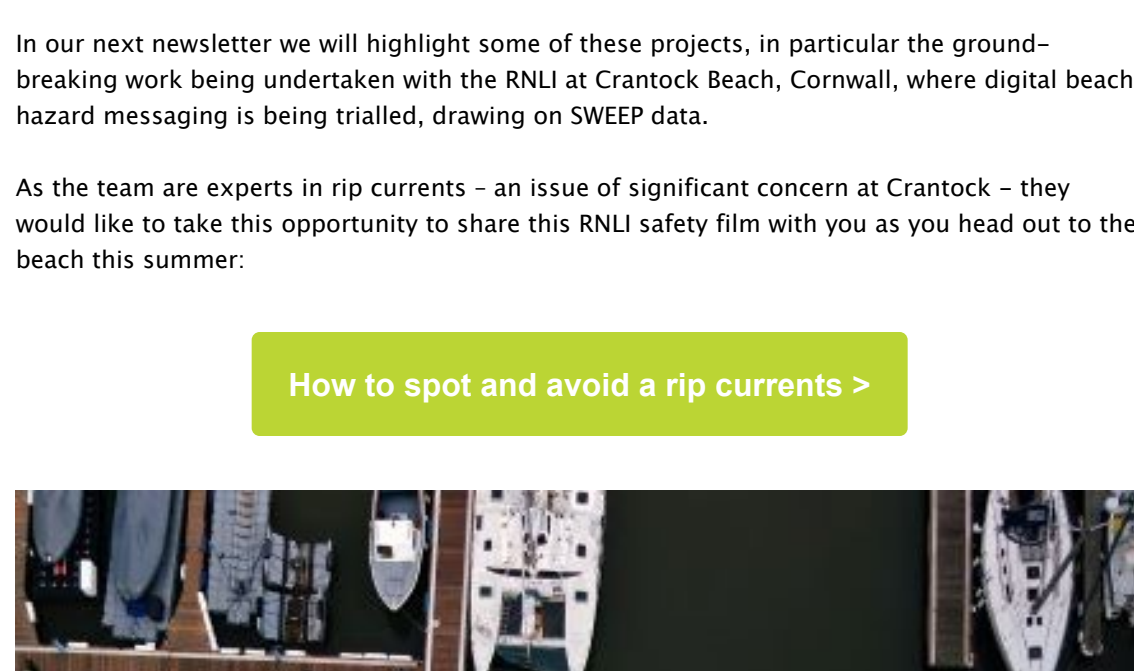 In our next newsletter we will highlight some of these projects, in particular the ground-
breaking work being undertaken with the RNLI at Crantock Beach, Cornwall, where digital beach
hazard messaging is being trialled, drawing on SWEEP data.
As the team are experts in rip currents – an issue of significant concern at Crantock – they
would like to take this opportunity to share this RNLI safety film with you as you head out to the
beach this summer:
How to spot and avoid a rip currents >